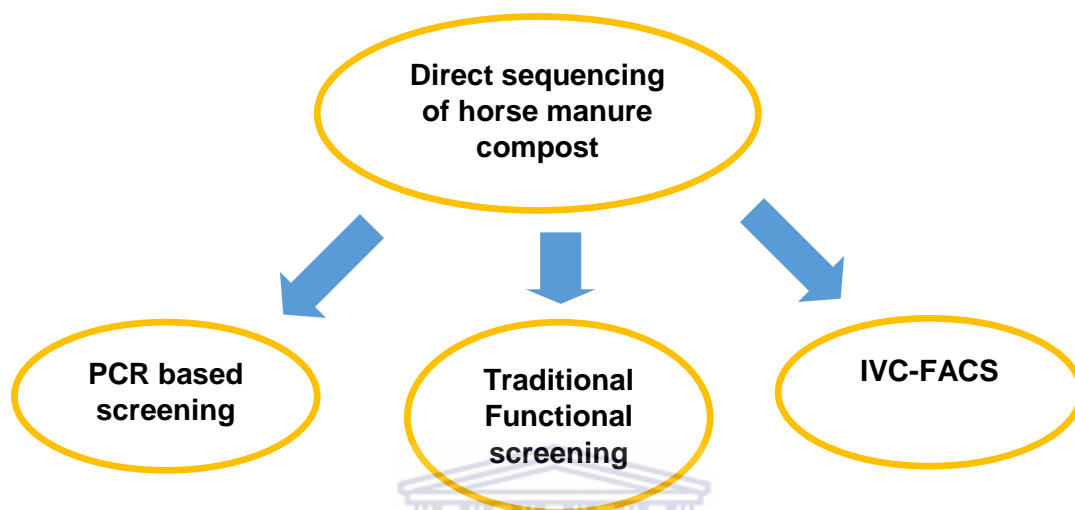 Direct sequencing
of horse manure
compost
PCR based
screening
Traditional
Functional
screening
IVC-FACS